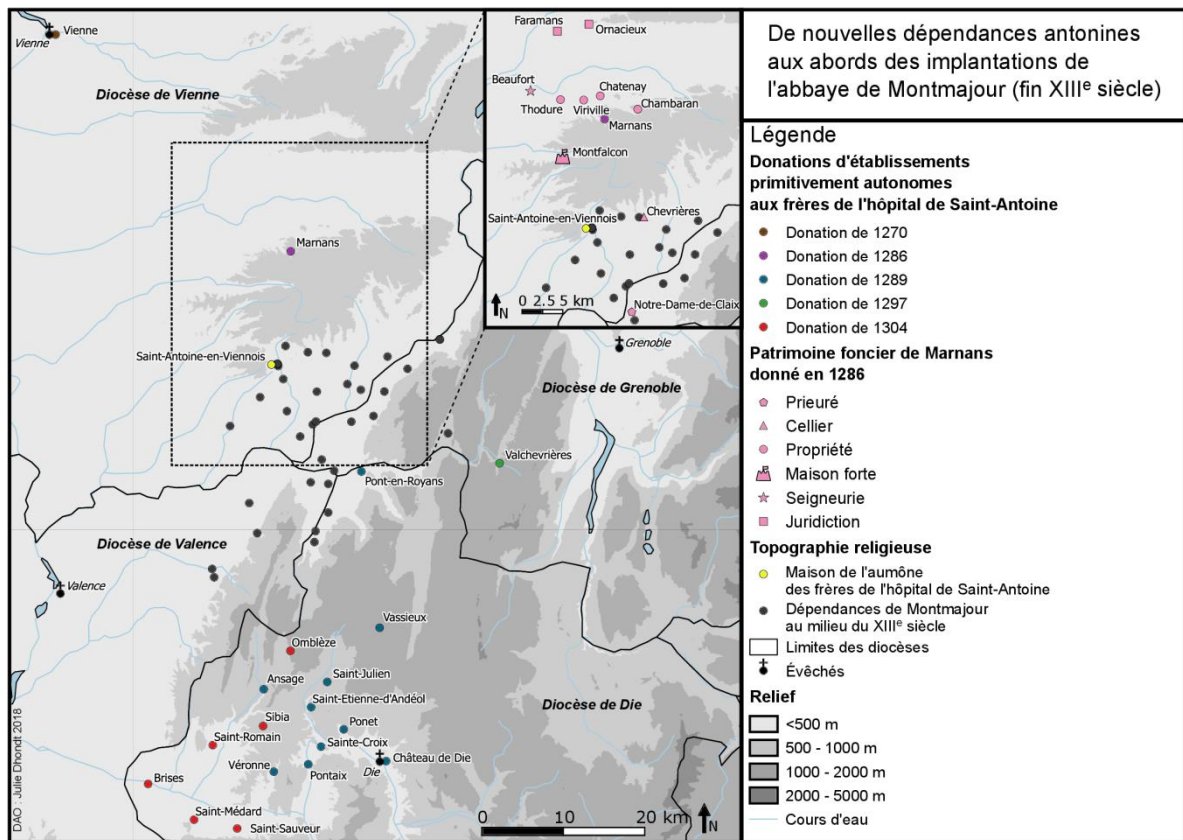 De nouvelles dépendances antonines
aux abords des implantations de
l'abbaye de Montmajour (fin XIIIe siècle)
Légende
Donations d'établissements
primitivement autonomes
aux frères de l'hôpital de Saint-Antoine
Donation de 1270
Donation de 1286
Donation de 1289
Donation de 1297
Donation de 1304
Patrimoine foncier de Marnans
donné en 1286
Prieuré
Cellier
Propriété
Maison forte
Seigneurie
Juridiction
Topographie religieuse
Maison de l'aumône
des frères de l'hôpital de Saint-Antoine
Dépendances de Montmajour
au milieu du XIIIe siècle
Limites des diocèses
Évêchés
Relief
<500 m
500 - 1000 m
1000 - 2000 m
2000 - 5000 m
Cours d'eau
Vienne
Vienne
Diocèse de Vienne
Marnans
Saint-Antoine-en-Viennois
Faramans
Ornacieux
Beaufort
Chatenay
Thodure
Viriville
Chambaran
Marnans
Montfalcon
Saint-Antoine-en-Viennois
Chevrières
Notre-Dame-de-Claix
0 2.5 5 km
N
Grenoble
Diocèse de Grenoble
Valchevrières
Pont-en-Royans
Diocèse de Valence
Valence
Vassieux
Omblèze
Ansage
Saint-Julien
Saint-Etienne-d'Andéol
Sibia
Ponet
Saint-Romain
Sainte-Croix
Diocèse de Die
Véronne
Pontaix
Die
Château de Die
Brises
Saint-Médard
Saint-Sauveur
0 10 20 km
N
DAO : Julie Dhondt 2018